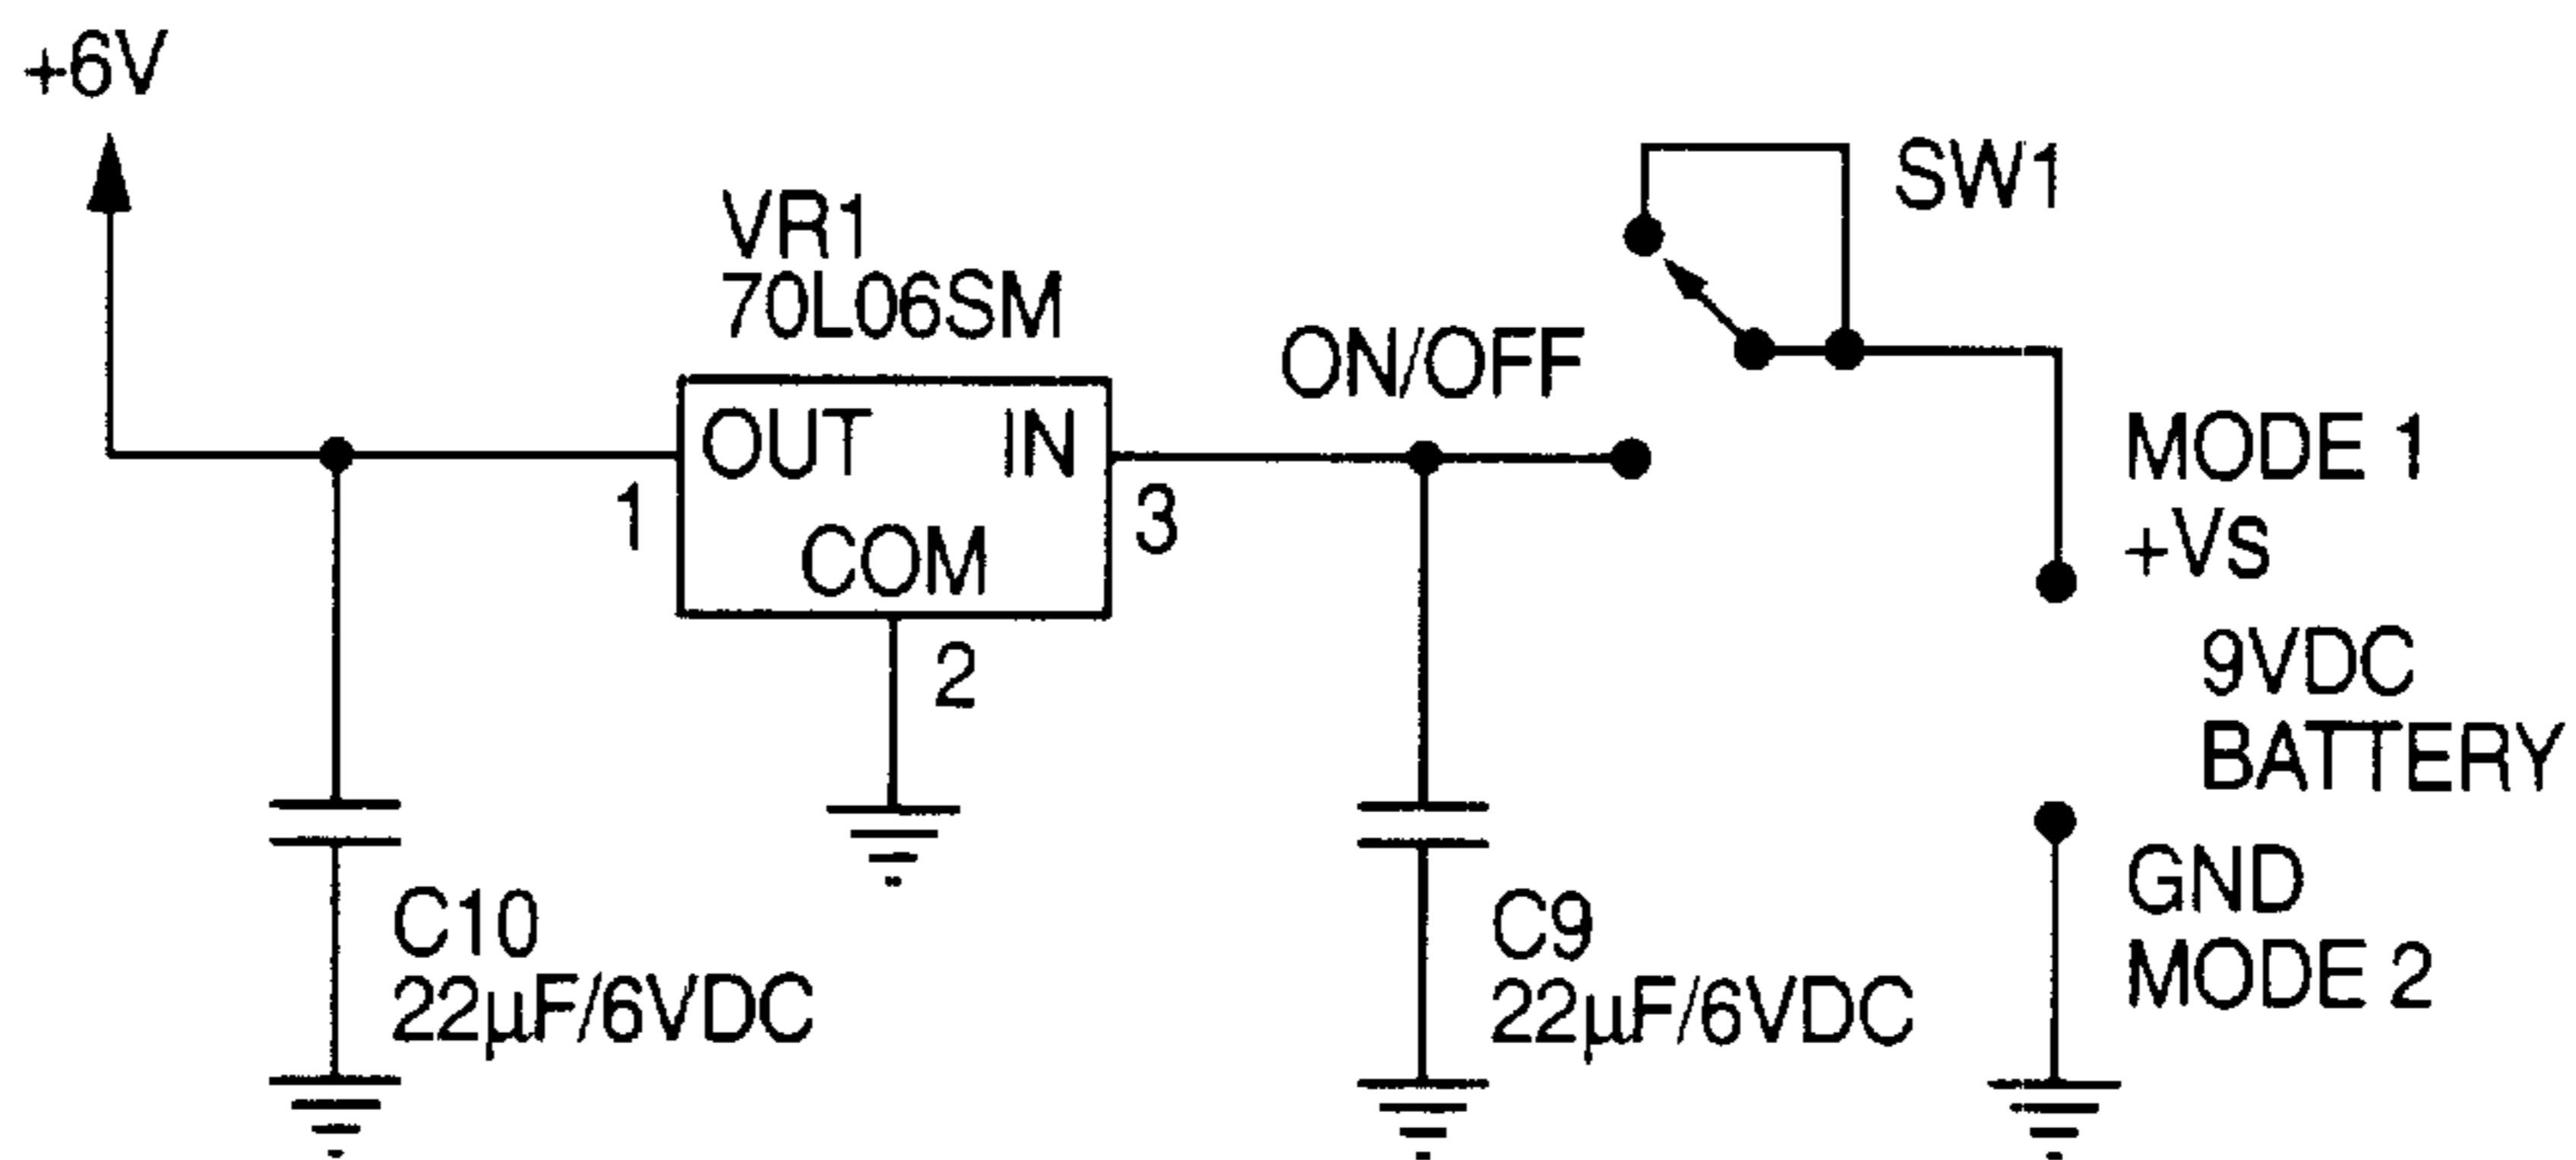 +6V
VR1
70L06SM
OUT
IN
COM
1
2
3
ON/OFF
SW1
MODE 1
+Vs
9VDC
BATTERY
GND
MODE 2
C10
22µF/6VDC
C9
22µF/6VDC